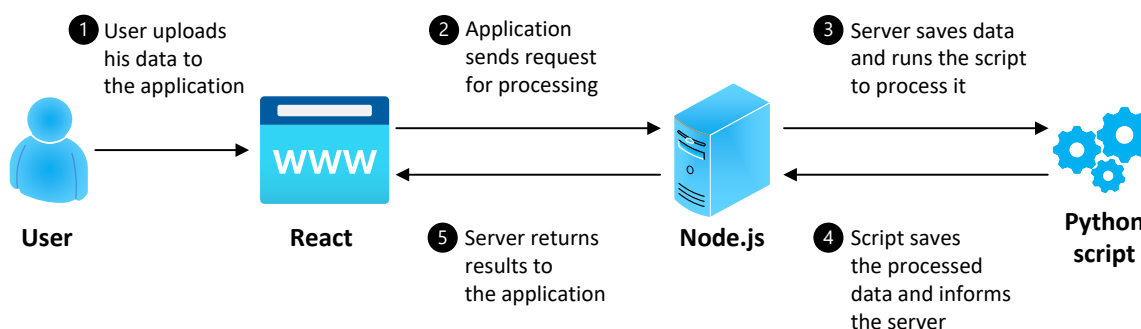 1 User uploads
his data to
the application
2 Application
sends request
for processing
3 Server saves data
and runs the script
to process it
WWW
User
React
5 Server returns
results to
the application
Node.js
4 Script saves
the processed
data and informs
the server
Python
script